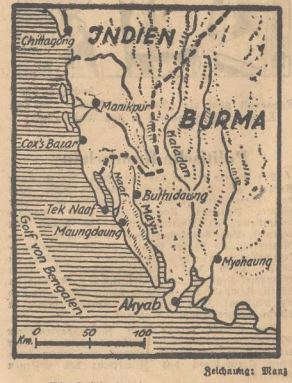 Chittagong
INDIEN
Manikpur
BURMA
Cox's Bazar
Kaladan
Naaf
Buthidaung
Mayu
Tek Naaf
Maungdaung
Golf von Bengalen
Myohaung
Akyab
Km. 0 50 100
Zeichnung: Manz